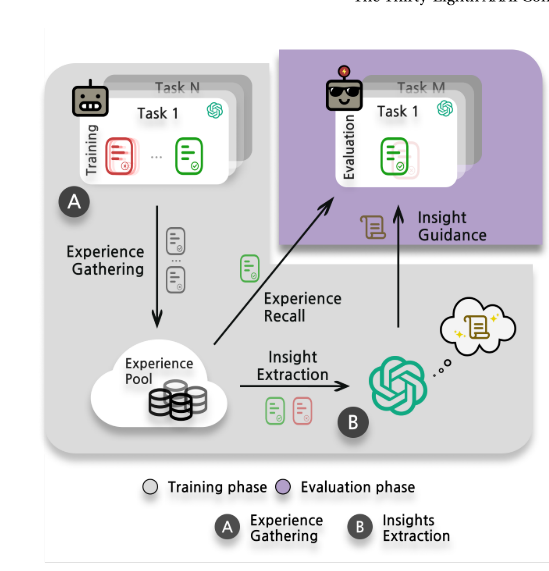 Task N
Task 1
Training
...
A
Task M
Task 1
Evaluation
Experience
Gathering
...
Insight
Guidance
Experience
Recall
Experience
Pool
Insight
Extraction
B
Training phase
Evaluation phase
A
Experience
Gathering
B
Insights
Extraction